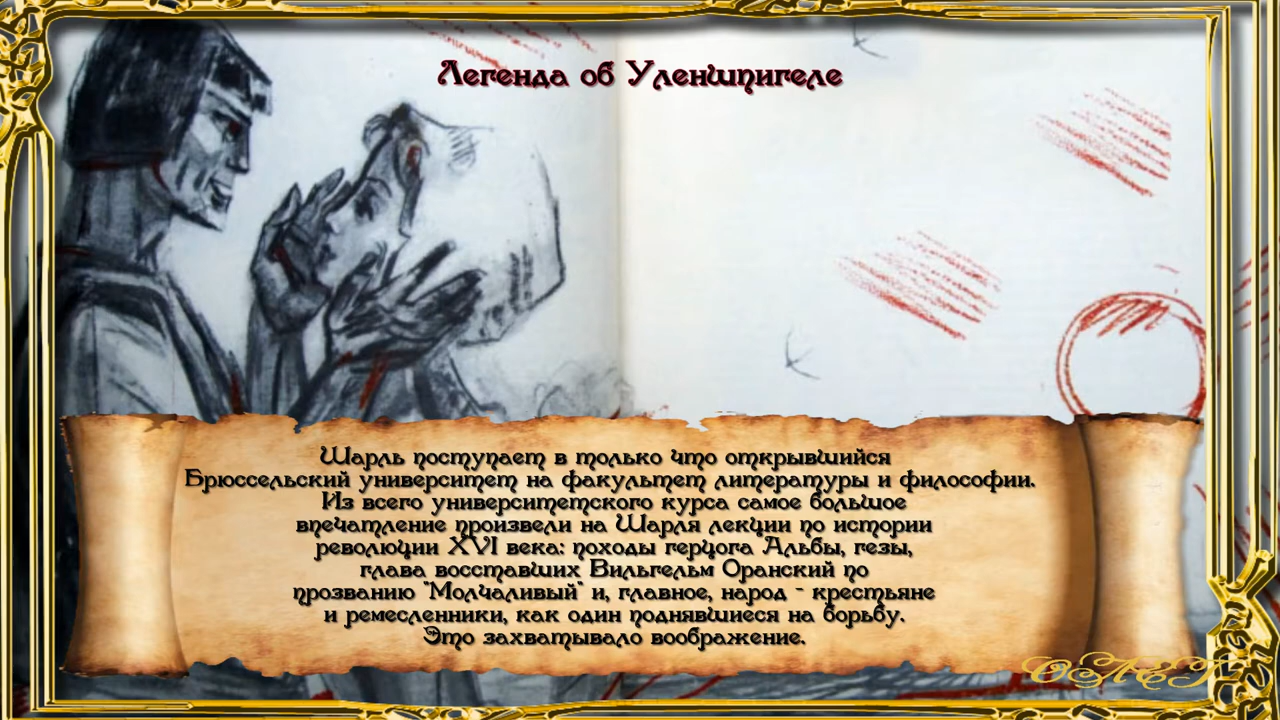 Легенда об Уленшпигеле
Шарль поступает в только что открывшийся
Брюссельский университет на факультет литературы и философии.
Из всего университетского курса самое большое
впечатление произвели на Шарля лекции по истории
революции XVI века: походы герцога Альбы, гезы,
глава восставших Вильгельм Оранский по
прозванию "Молчаливый" и, главное, народ - крестьяне
и ремесленники, как один поднявшиеся на борьбу.
Это захватывало воображение.
ОЛЕГ